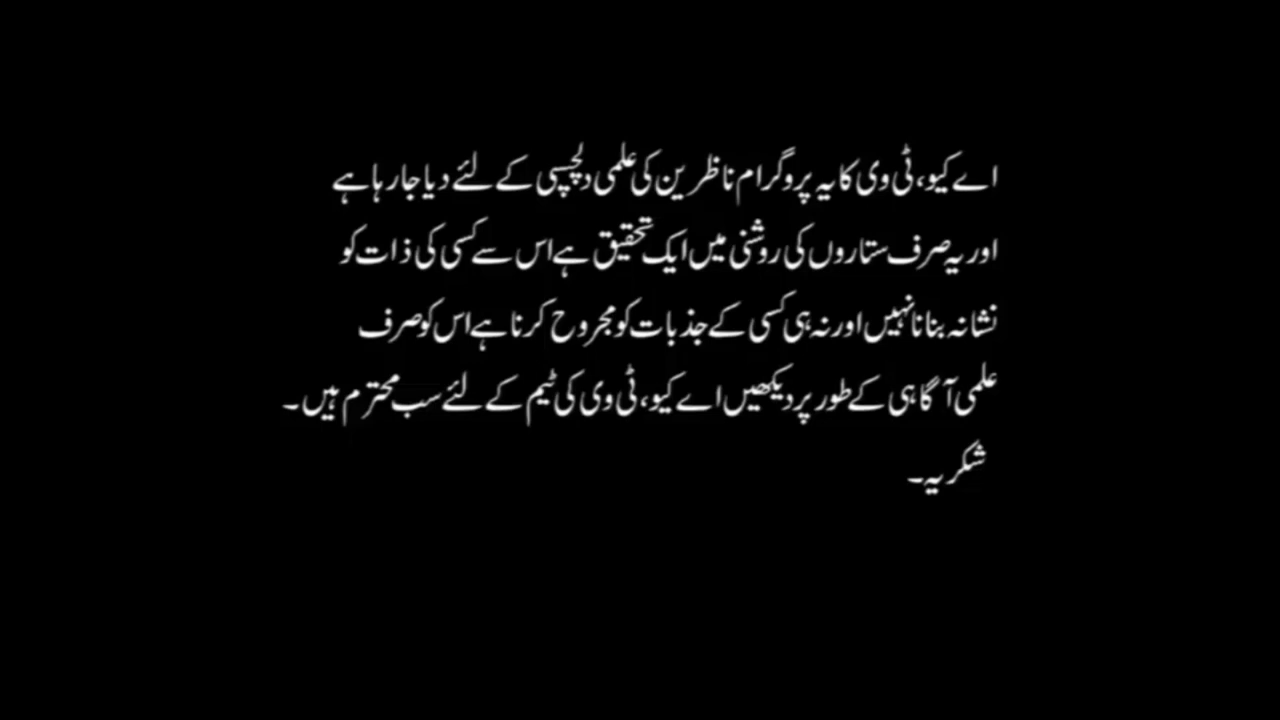 اے کیو، ٹی وی کا یہ پروگرام ناظرین کی علمی دلچسپی کے لئے دیا جا رہا ہے
اور یہ صرف ستاروں کی روشنی میں ایک تحقیق ہے اس سے کسی کی ذات کو
نشانہ بنانا نہیں اور نہ ہی کسی کے جذبات کو مجروح کرنا ہے اس کو صرف
علمی آگاہی کے طور پر دیکھیں اے کیو، ٹی وی کی ٹیم کے لئے سب محترم ہیں۔
شکریہ۔